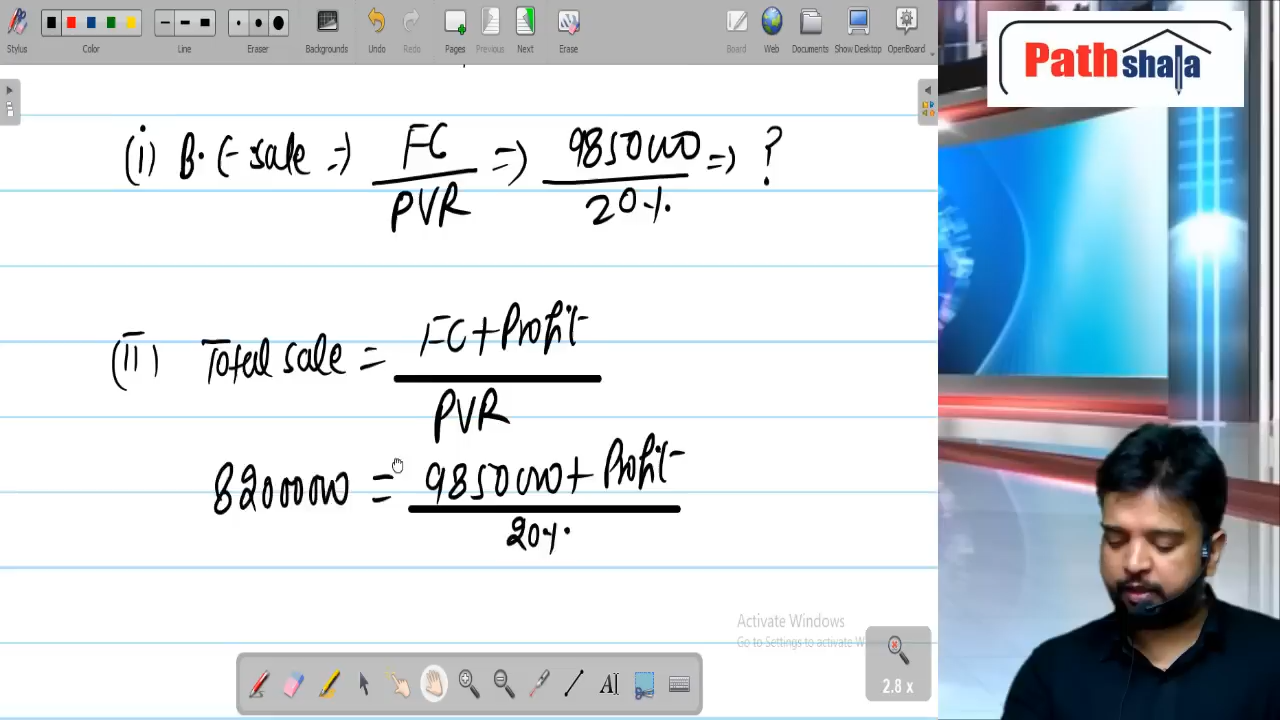 Stylus Color Line Eraser Backgrounds Undo Redo Pages Previous Next Erase Board Web Documents Show Desktop OpenBoard
Path shala
(i) B. E sale => FC / PVR => 9850000 / 20% => ?
(II) Total sale = FC + Profit / PVR
8200000 = 9850000 + Profit / 20%
Activate Windows
Go to Settings to activate W
2.8 x